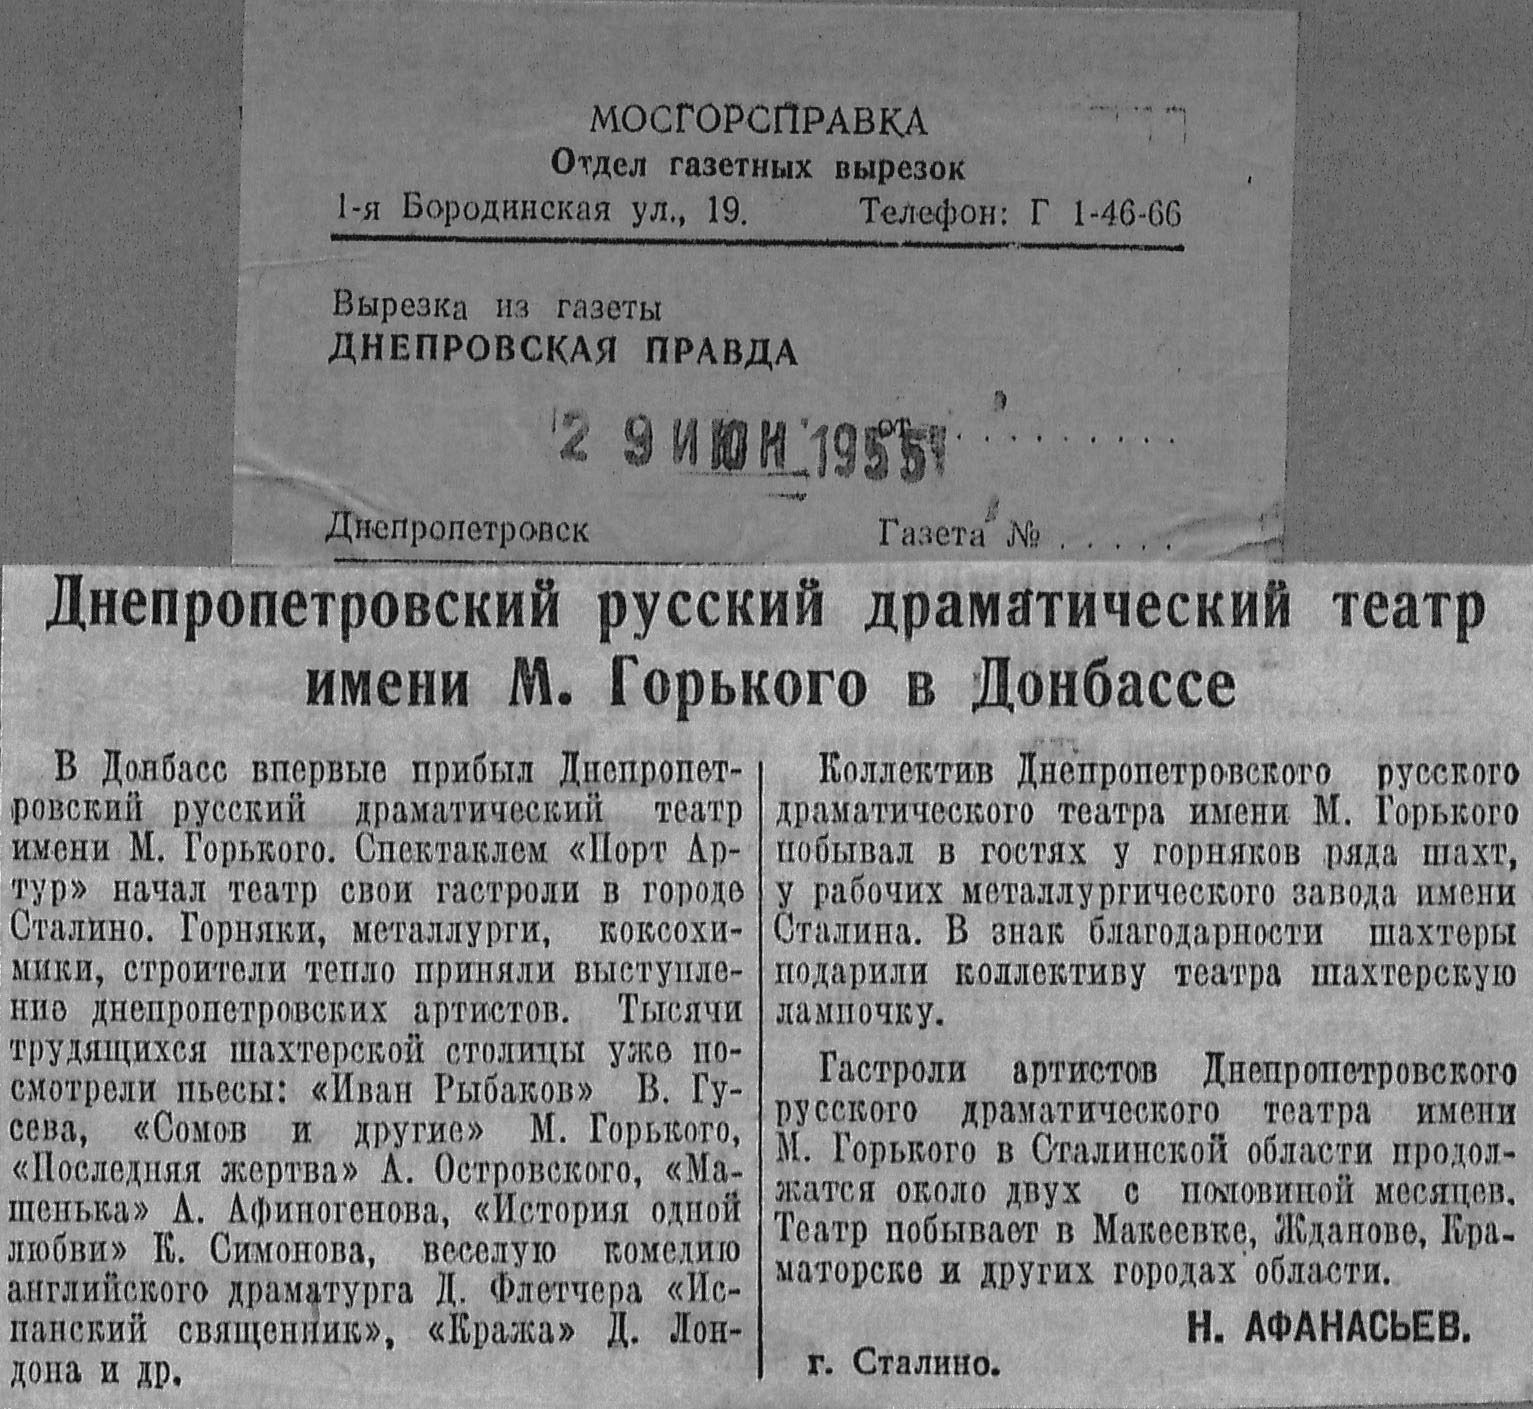 МОСГОРСПРАВКА
Отдел газетных вырезок
1-я Бородинская ул., 19. Телефон: Г 1-46-66
Вырезка из газеты
ДНЕПРОВСКАЯ ПРАВДА
29 ИЮН 1955 от . . . . . . . . . .
Днепропетровск Газета № . . . . .
Днепропетровский русский драматический театр
имени М. Горького в Донбассе
В Донбасс впервые прибыл Днепропет-
ровский русский драматический театр
имени М. Горького. Спектаклем «Порт Ар-
тур» начал театр свои гастроли в городе
Сталино. Горняки, металлурги, коксохи-
мики, строители тепло приняли выступле-
ние днепропетровских артистов. Тысячи
трудящихся шахтерской столицы уже по-
смотрели пьесы: «Иван Рыбаков» В. Гу-
сева, «Сомов и другие» М. Горького,
«Последняя жертва» А. Островского, «Ма-
шенька» А. Афиногенова, «История одной
любви» К. Симонова, веселую комедию
английского драматурга Д. Флетчера «Ис-
панский священник», «Кража» Д. Лон-
дона и др.
Коллектив Днепропетровского русского
драматического театра имени М. Горького
побывал в гостях у горняков ряда шахт,
у рабочих металлургического завода имени
Сталина. В знак благодарности шахтеры
подарили коллективу театра шахтерскую
лампочку.
Гастроли артистов Днепропетровского
русского драматического театра имени
М. Горького в Сталинской области продол-
жатся около двух с половиной месяцев.
Театр побывает в Макеевке, Жданове, Кра-
маторске и других городах области.
Н. АФАНАСЬЕВ.
г. Сталино.